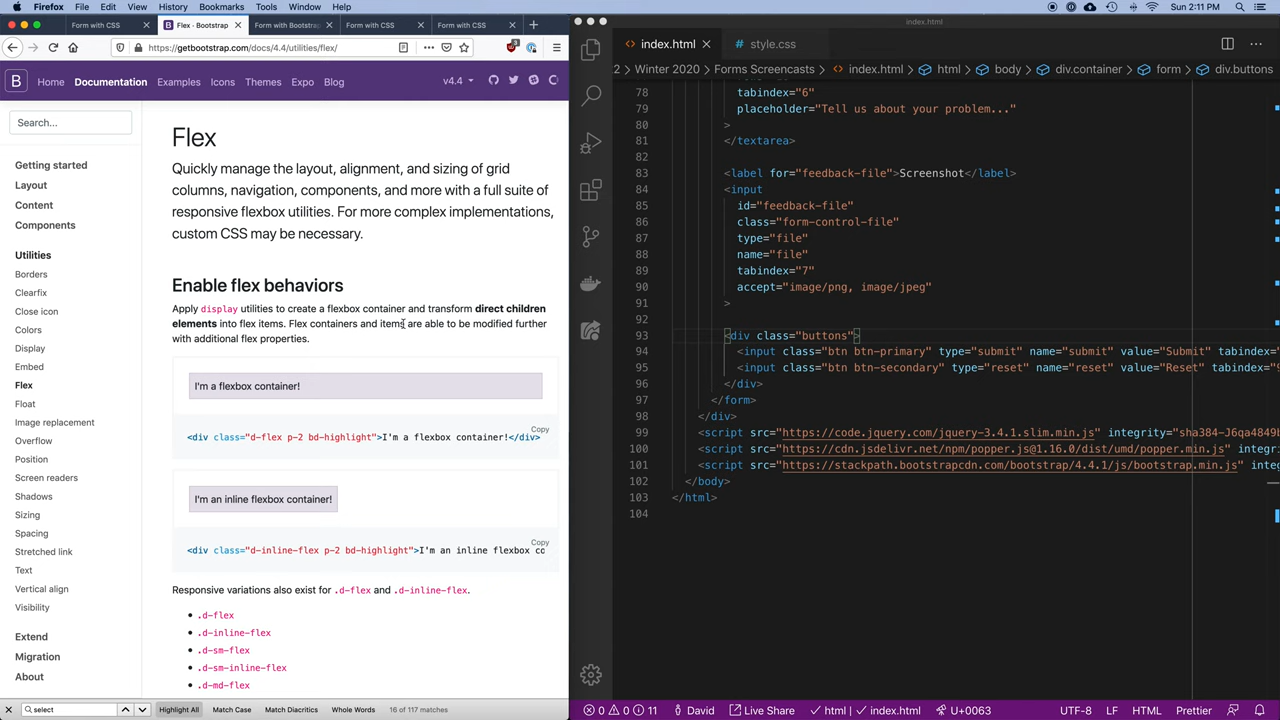 Firefox File Edit View History Bookmarks Tools Window Help
Sun 2:11 PM
Form with CSS
Flex · Bootstrap
Form with Bootstrap
Form with CSS
Form with CSS
https://getbootstrap.com/docs/4.4/utilities/flex/
B Home Documentation Examples Icons Themes Expo Blog v4.4
Search...
Getting started
Layout
Content
Components
Utilities
Borders
Clearfix
Close icon
Colors
Display
Embed
Flex
Float
Image replacement
Overflow
Position
Screen readers
Shadows
Sizing
Spacing
Stretched link
Text
Vertical align
Visibility
Extend
Migration
About
Flex
Quickly manage the layout, alignment, and sizing of grid
columns, navigation, components, and more with a full suite of
responsive flexbox utilities. For more complex implementations,
custom CSS may be necessary.
Enable flex behaviors
Apply display utilities to create a flexbox container and transform direct children
elements into flex items. Flex containers and items are able to be modified further
with additional flex properties.
I'm a flexbox container!
Copy
<div class="d-flex p-2 bd-highlight">I'm a flexbox container!</div>
I'm an inline flexbox container!
Copy
<div class="d-inline-flex p-2 bd-highlight">I'm an inline flexbox co
Responsive variations also exist for .d-flex and .d-inline-flex.
• .d-flex
• .d-inline-flex
• .d-sm-flex
• .d-sm-inline-flex
• .d-md-flex
select
Highlight All Match Case Match Diacritics Whole Words 16 of 117 matches
index.html
index.html
style.css
2 › Winter 2020 › Forms Screencasts › index.html › html › body › div.container › form › div.buttons
78 tabindex="6"
79 placeholder="Tell us about your problem..."
80 >
81 </textarea>
82
83 <label for="feedback-file">Screenshot</label>
84 <input
85 id="feedback-file"
86 class="form-control-file"
87 type="file"
88 name="file"
89 tabindex="7"
90 accept="image/png, image/jpeg"
91 >
92
93 <div class="buttons">
94 <input class="btn btn-primary" type="submit" name="submit" value="Submit" tabindex="
95 <input class="btn btn-secondary" type="reset" name="reset" value="Reset" tabindex="9
96 </div>
97 </form>
98 </div>
99 <script src="https://code.jquery.com/jquery-3.4.1.slim.min.js" integrity="sha384-J6qa4849b
100 <script src="https://cdn.jsdelivr.net/npm/popper.js@1.16.0/dist/umd/popper.min.js"
101 <script src="https://stackpath.bootstrapcdn.com/bootstrap/4.4.1/js/bootstrap.min.js" integ
102 </body>
103 </html>
104
0 0 11 David Live Share html index.html U+0063 UTF-8 LF HTML Prettier